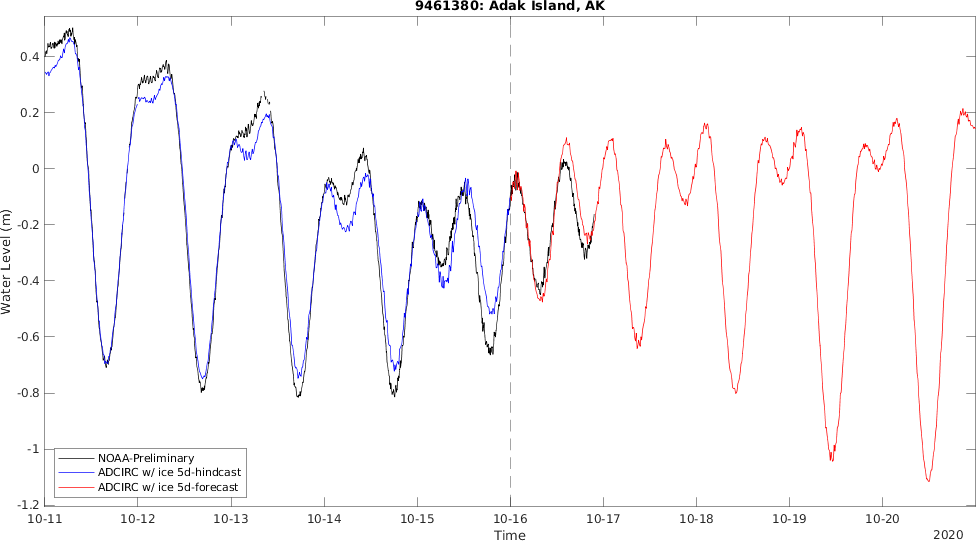 9461380: Adak Island, AK
Water Level (m)
0.4
0.2
0
-0.2
-0.4
-0.6
-0.8
-1
-1.2
NOAA-Preliminary
ADCIRC w/ ice 5d-hindcast
ADCIRC w/ ice 5d-forecast
10-11 10-12 10-13 10-14 10-15 10-16 10-17 10-18 10-19 10-20
Time
2020